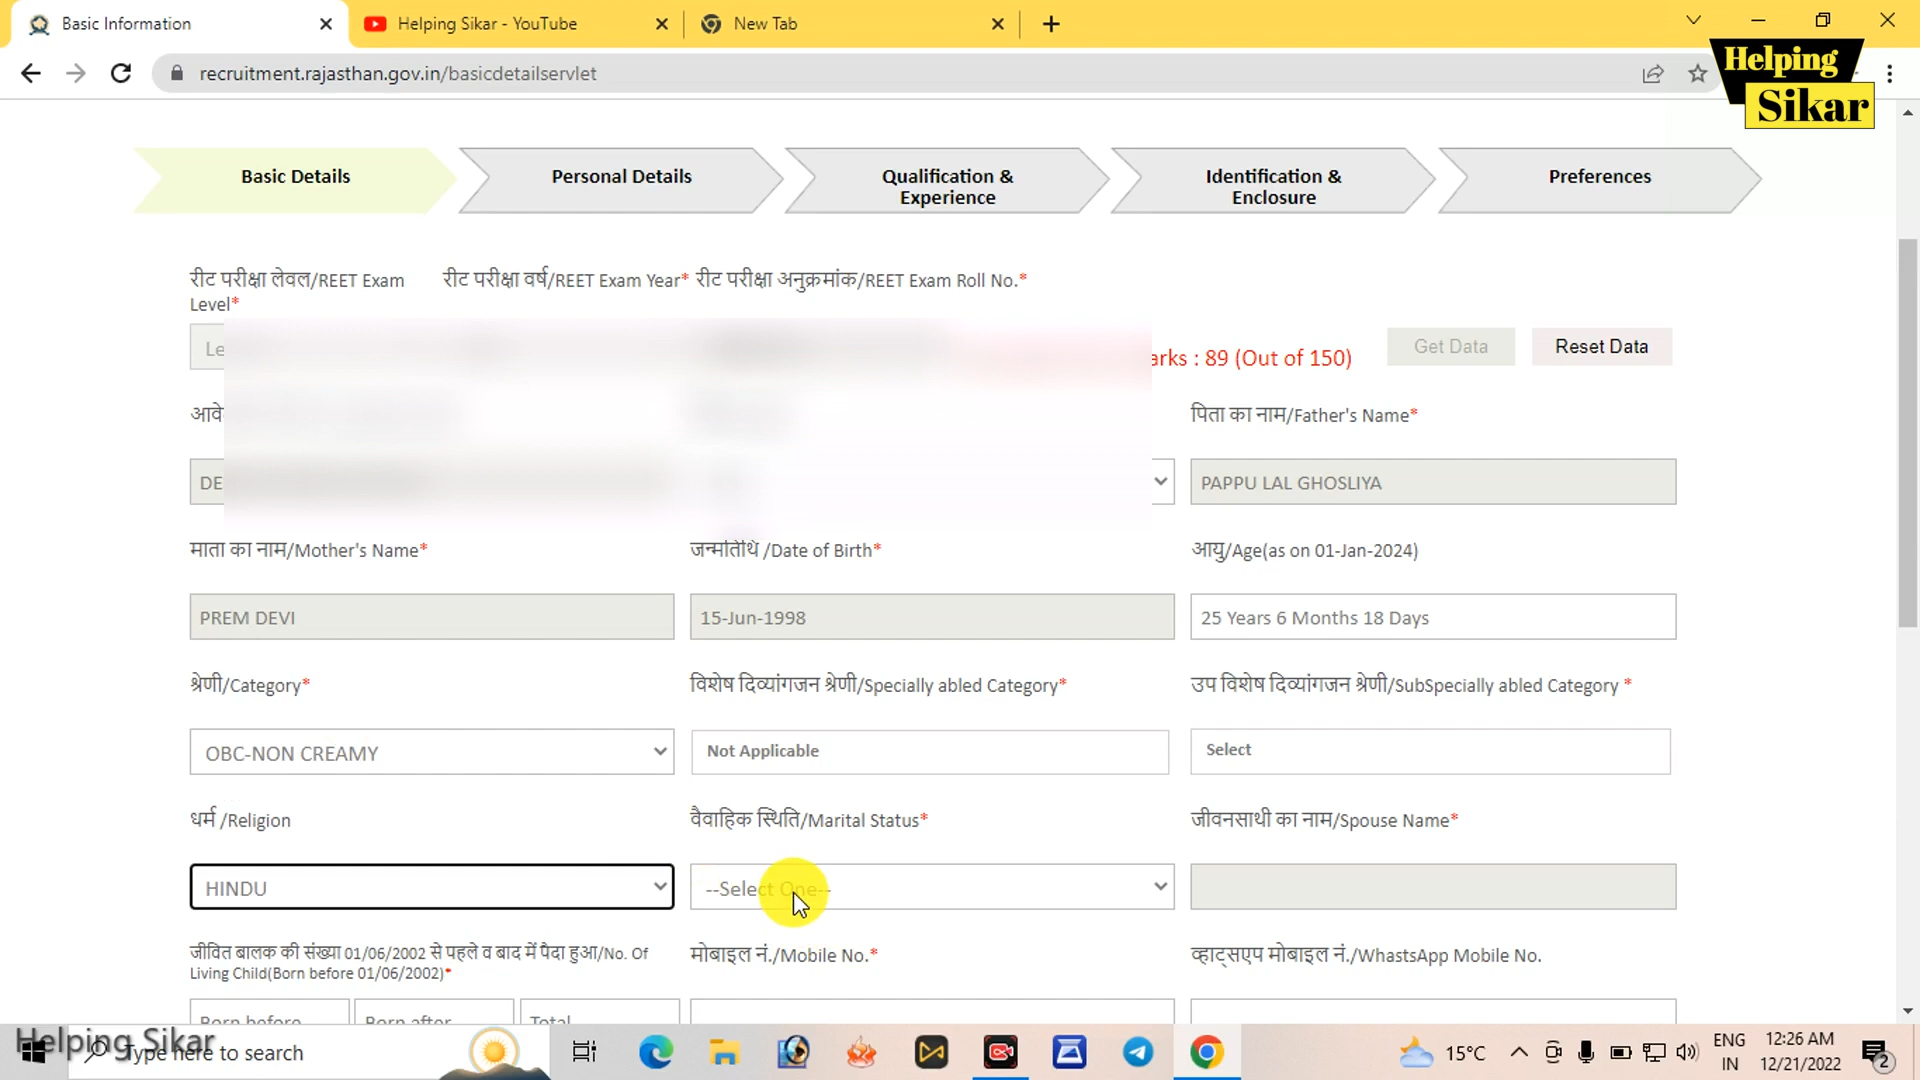 Basic Information
Helping Sikar - YouTube
New Tab
recruitment.rajasthan.gov.in/basicdetailservlet
Helping
Sikar
Basic Details
Personal Details
Qualification &
Experience
Identification &
Enclosure
Preferences
रीट परीक्षा लेवल/REET Exam
Level*
रीट परीक्षा वर्ष/REET Exam Year*
रीट परीक्षा अनुक्रमांक/REET Exam Roll No.*
Le
arks : 89 (Out of 150)
Get Data
Reset Data
आवे
पिता का नाम/Father's Name*
DE
PAPPU LAL GHOSLIYA
माता का नाम/Mother's Name*
जन्मतिथि /Date of Birth*
आयु/Age(as on 01-Jan-2024)
PREM DEVI
15-Jun-1998
25 Years 6 Months 18 Days
श्रेणी/Category*
विशेष दिव्यांगजन श्रेणी/Specially abled Category*
उप विशेष दिव्यांगजन श्रेणी/SubSpecially abled Category *
OBC-NON CREAMY
Not Applicable
Select
धर्म /Religion
वैवाहिक स्थिति/Marital Status*
जीवनसाथी का नाम/Spouse Name*
HINDU
--Select One--
जीवित बालक की संख्या 01/06/2002 से पहले व बाद में पैदा हुआ/No. Of
Living Child(Born before 01/06/2002)*
मोबाइल नं./Mobile No.*
व्हाट्सएप मोबाइल नं./WhastsApp Mobile No.
Born before
Born after
Total
Helping Sikar
Type here to search
15°C
ENG
IN
12:26 AM
12/21/2022
2